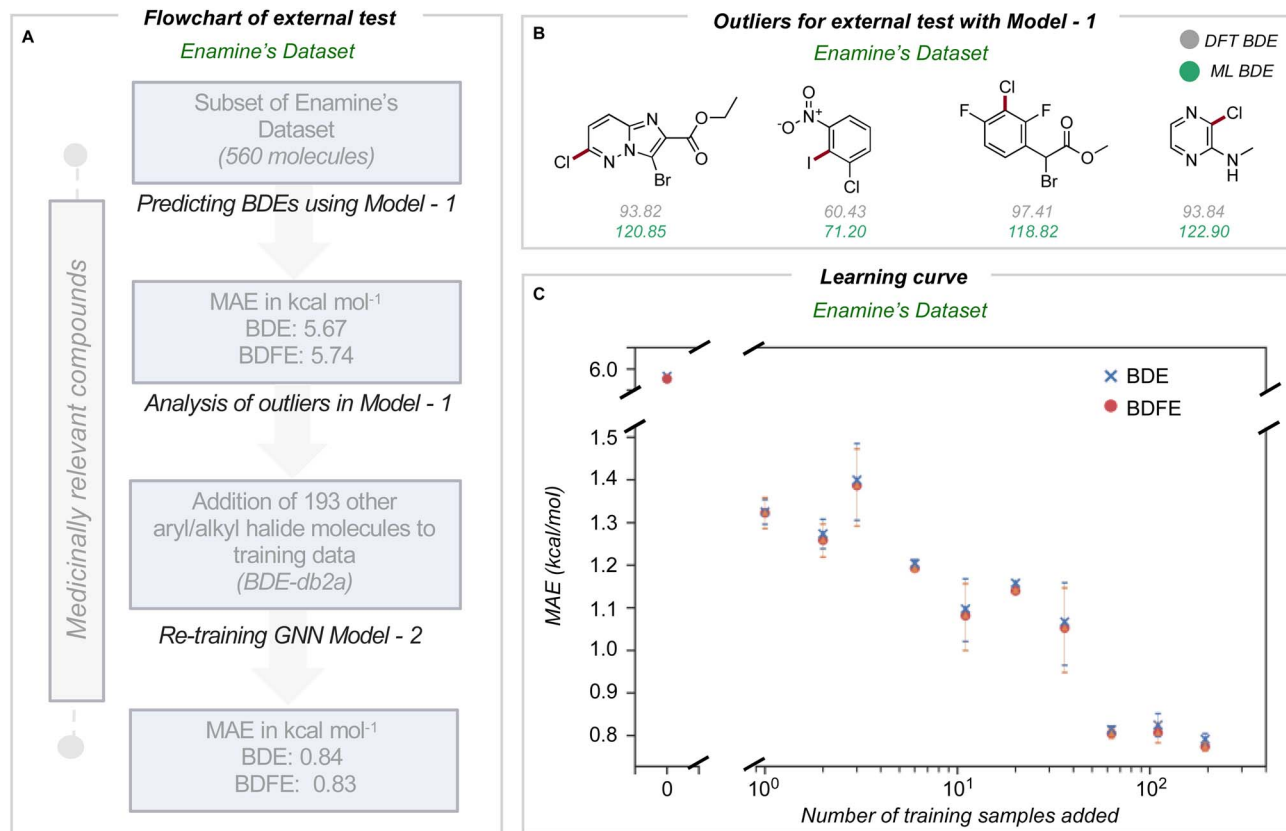 A
Flowchart of external test
Enamine's Dataset
Subset of Enamine's
Dataset
(560 molecules)
Predicting BDEs using Model - 1
MAE in kcal mol-1
BDE: 5.67
BDFE: 5.74
Analysis of outliers in Model - 1
Addition of 193 other
aryl/alkyl halide molecules to
training data
(BDE-db2a)
Re-training GNN Model - 2
MAE in kcal mol-1
BDE: 0.84
BDFE: 0.83
Medicinally relevant compounds
B
Outliers for external test with Model - 1
Enamine's Dataset
DFT BDE
ML BDE
Cl
N
N
N
Br
O
O
93.82
120.85
O
N+
O-
I
Cl
60.43
71.20
Cl
F
F
O
O
Br
97.41
118.82
N
N
Cl
N
H
93.84
122.90
C
Learning curve
Enamine's Dataset
BDE
BDFE
MAE (kcal/mol)
6.0
1.5
1.4
1.3
1.2
1.1
1.0
0.9
0.8
0
10⁰
10¹
10²
Number of training samples added